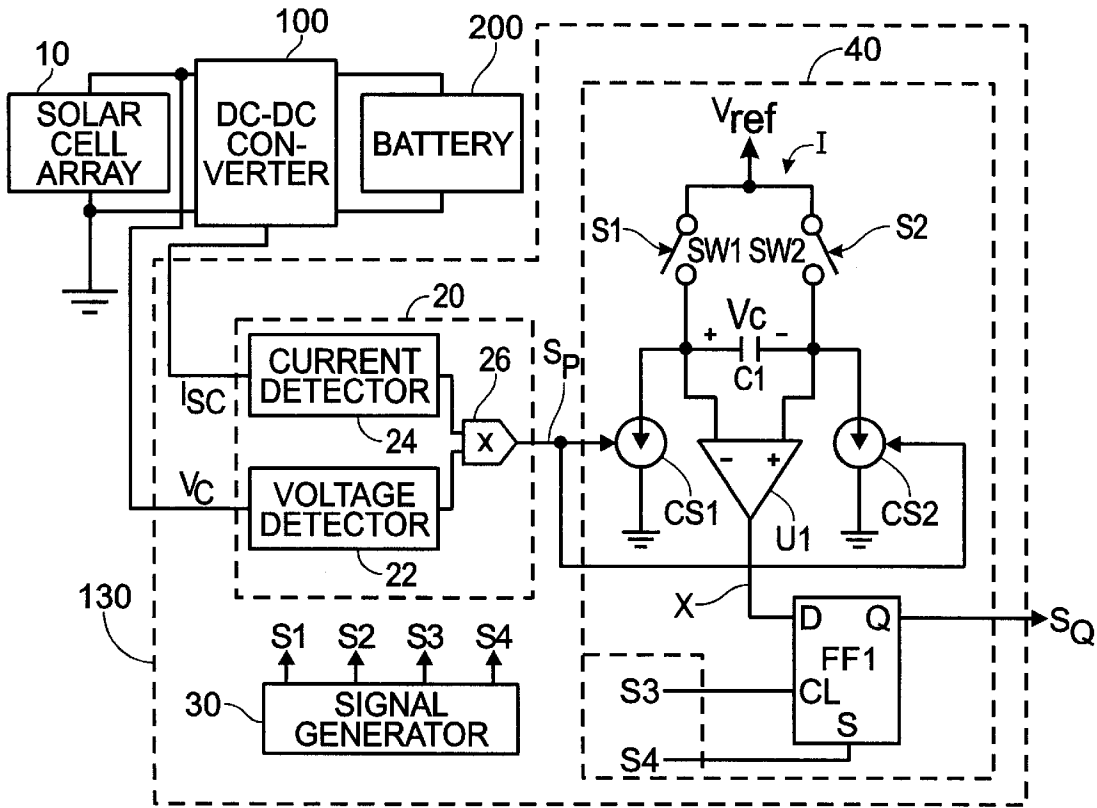 10
SOLAR
CELL
ARRAY
100
DC-DC
CON-
VERTER
200
BATTERY
40
Vref
I
S1
SW1
SW2
S2
+
VC
-
C1
20
CURRENT
DETECTOR
24
ISC
26
X
SP
VC
VOLTAGE
DETECTOR
22
CS1
-
+
U1
CS2
X
130
S1
S2
S3
S4
30
SIGNAL
GENERATOR
D
Q
FF1
CL
S
S3
S4
SQ